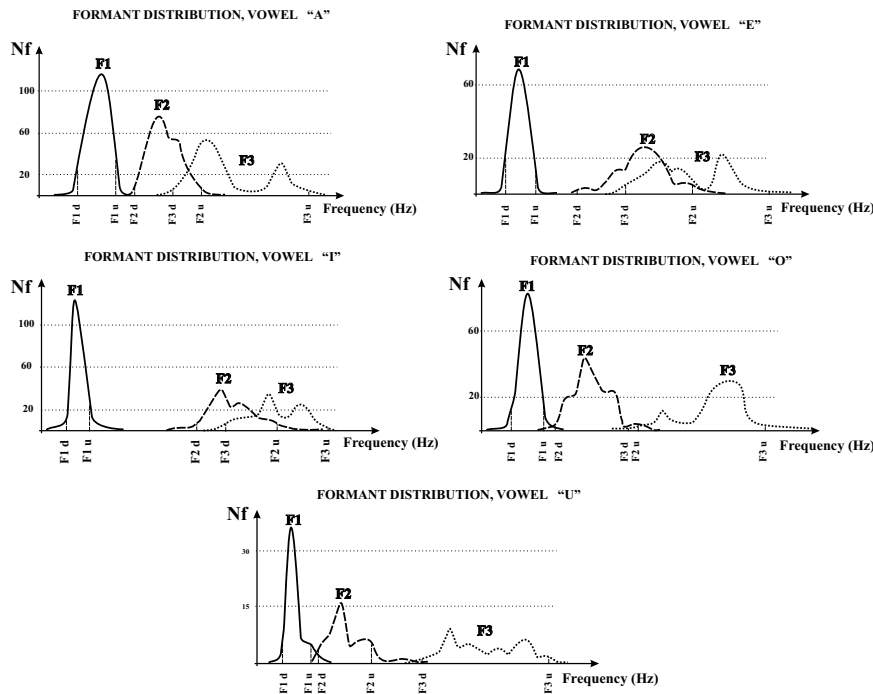 FORMANT DISTRIBUTION, VOWEL “A”
Nf
F1
F2
F3
100
60
20
F1 d
F1 u
F2 d
F3 d
F2 u
F3 u
Frequency (Hz)
FORMANT DISTRIBUTION, VOWEL “E”
Nf
F1
F2
F3
60
20
F1 d
F1 u
F2 d
F3 d
F2 u
F3 u
Frequency (Hz)
FORMANT DISTRIBUTION, VOWEL “I”
Nf
F1
F2
F3
100
60
20
F1 d
F1 u
F2 d
F3 d
F2 u
F3 u
Frequency (Hz)
FORMANT DISTRIBUTION, VOWEL “O”
Nf
F1
F2
F3
60
20
F1 d
F1 u
F2 d
F3 d
F2 u
F3 u
Frequency (Hz)
FORMANT DISTRIBUTION, VOWEL “U”
Nf
F1
F2
F3
30
15
F1 d
F1 u
F2 d
F2 u
F3 d
F3 u
Frequency (Hz)